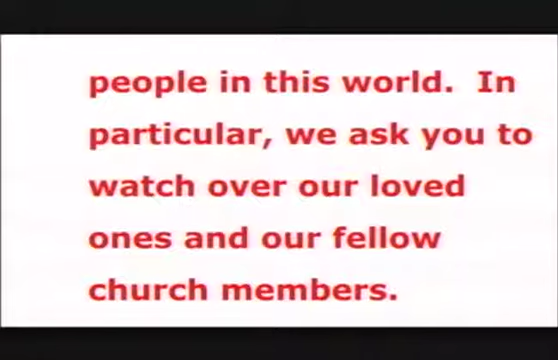 people in this world.  In
particular, we ask you to
watch over our loved
ones and our fellow
church members.